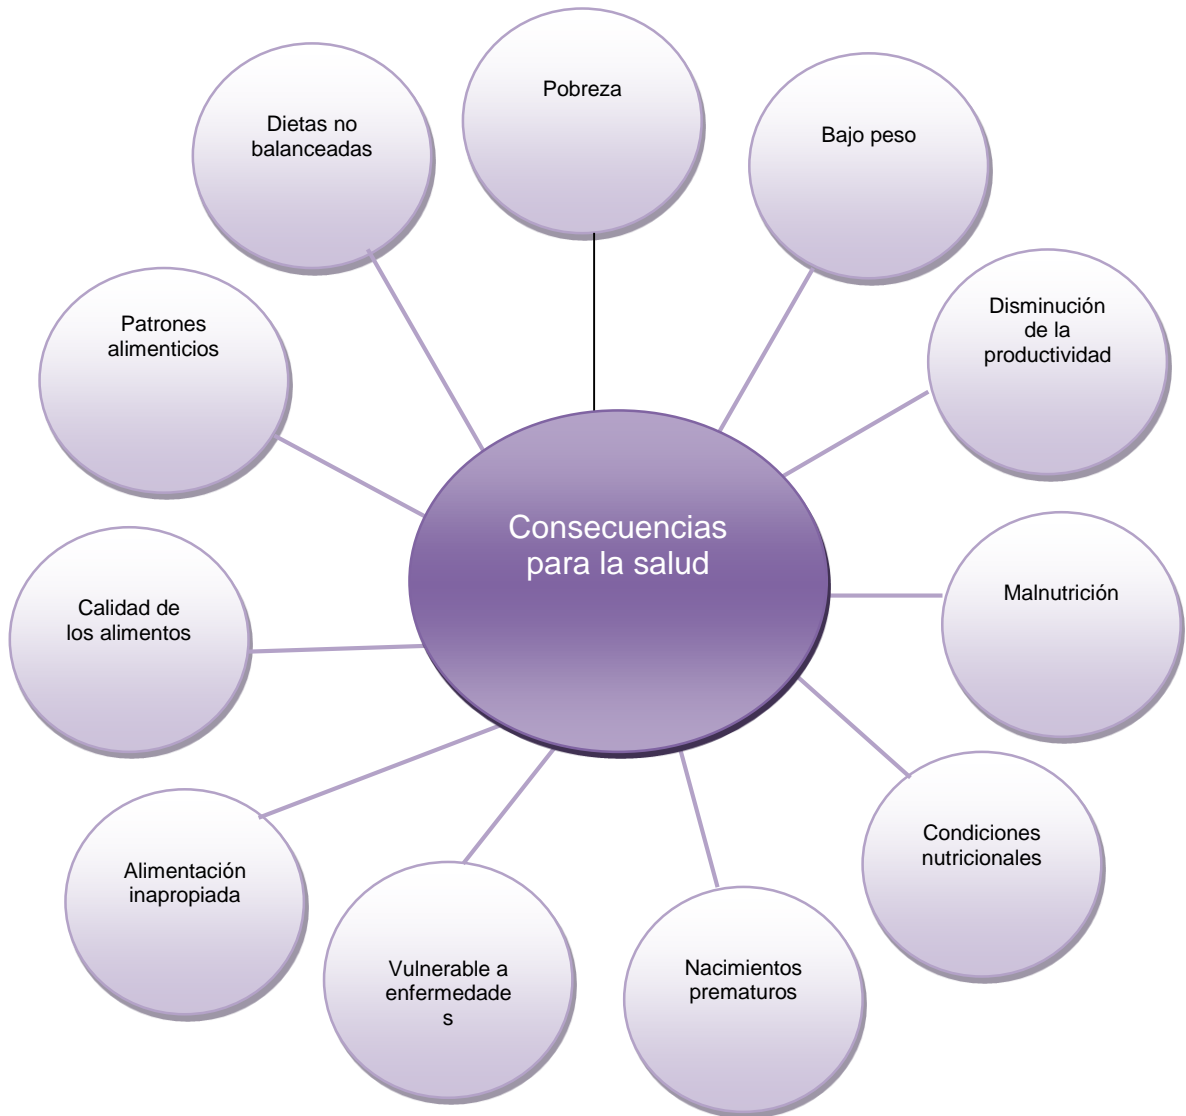 Pobreza
Dietas no
balanceadas
Bajo peso
Disminución
de la
productividad
Patrones
alimenticios
Consecuencias
para la salud
Malnutrición
Calidad de
los alimentos
Condiciones
nutricionales
Alimentación
inapropiada
Vulnerable a
enfermedade
s
Nacimientos
prematuros